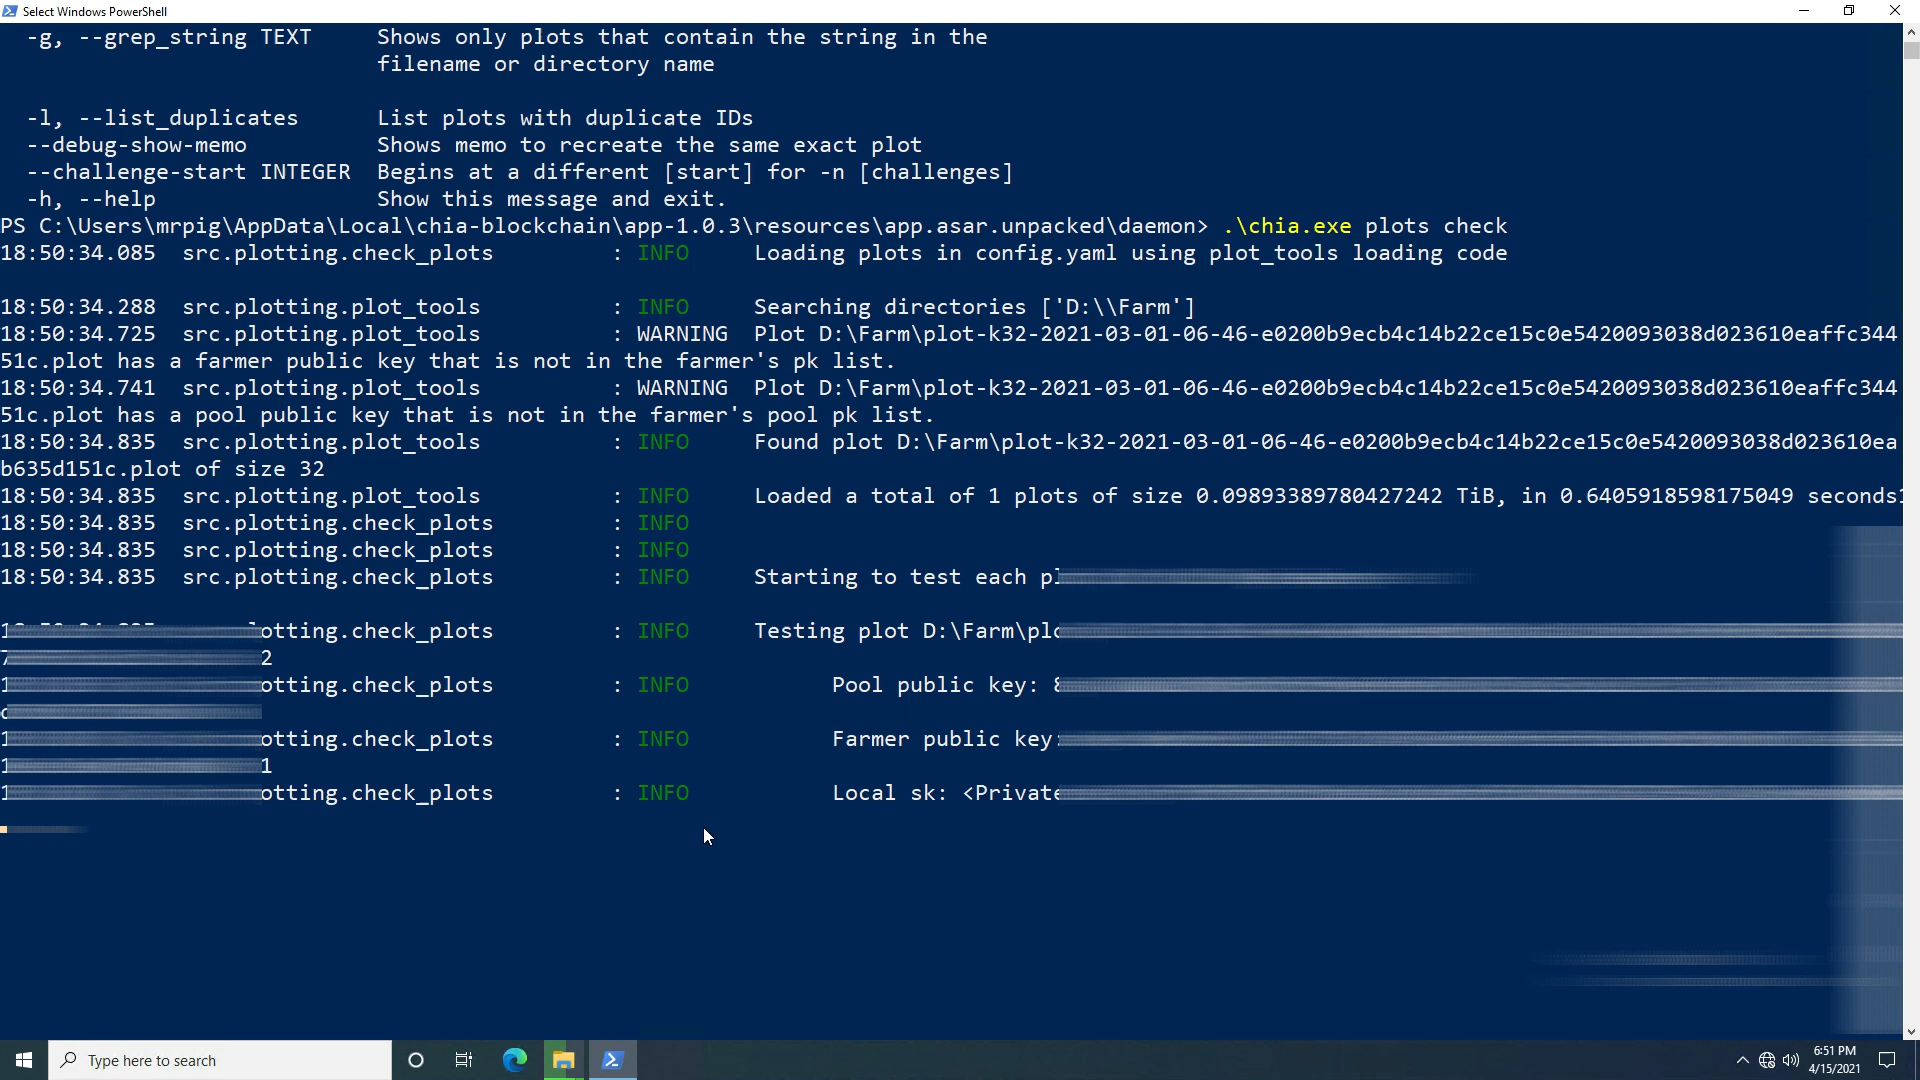 Select Windows PowerShell
-g, --grep_string TEXT Shows only plots that contain the string in the
filename or directory name
-l, --list_duplicates List plots with duplicate IDs
--debug-show-memo Shows memo to recreate the same exact plot
--challenge-start INTEGER Begins at a different [start] for -n [challenges]
-h, --help Show this message and exit.
PS C:\Users\mrpig\AppData\Local\chia-blockchain\app-1.0.3\resources\app.asar.unpacked\daemon> .\chia.exe plots check
18:50:34.085 src.plotting.check_plots : INFO Loading plots in config.yaml using plot_tools loading code
18:50:34.288 src.plotting.plot_tools : INFO Searching directories ['D:\\Farm']
18:50:34.725 src.plotting.plot_tools : WARNING Plot D:\Farm\plot-k32-2021-03-01-06-46-e0200b9ecb4c14b22ce15c0e5420093038d023610eaffc344
51c.plot has a farmer public key that is not in the farmer's pk list.
18:50:34.741 src.plotting.plot_tools : WARNING Plot D:\Farm\plot-k32-2021-03-01-06-46-e0200b9ecb4c14b22ce15c0e5420093038d023610eaffc344
51c.plot has a pool public key that is not in the farmer's pool pk list.
18:50:34.835 src.plotting.plot_tools : INFO Found plot D:\Farm\plot-k32-2021-03-01-06-46-e0200b9ecb4c14b22ce15c0e5420093038d023610ea
b635d151c.plot of size 32
18:50:34.835 src.plotting.plot_tools : INFO Loaded a total of 1 plots of size 0.09893389780427242 TiB, in 0.6405918598175049 seconds
18:50:34.835 src.plotting.check_plots : INFO
18:50:34.835 src.plotting.check_plots : INFO
18:50:34.835 src.plotting.check_plots : INFO Starting to test each
otting.check_plots : INFO Testing plot D:\Farm\
2
otting.check_plots : INFO Pool public key:
otting.check_plots : INFO Farmer public key:
1
otting.check_plots : INFO Local sk: <Private
Type here to search
6:51 PM
4/15/2021